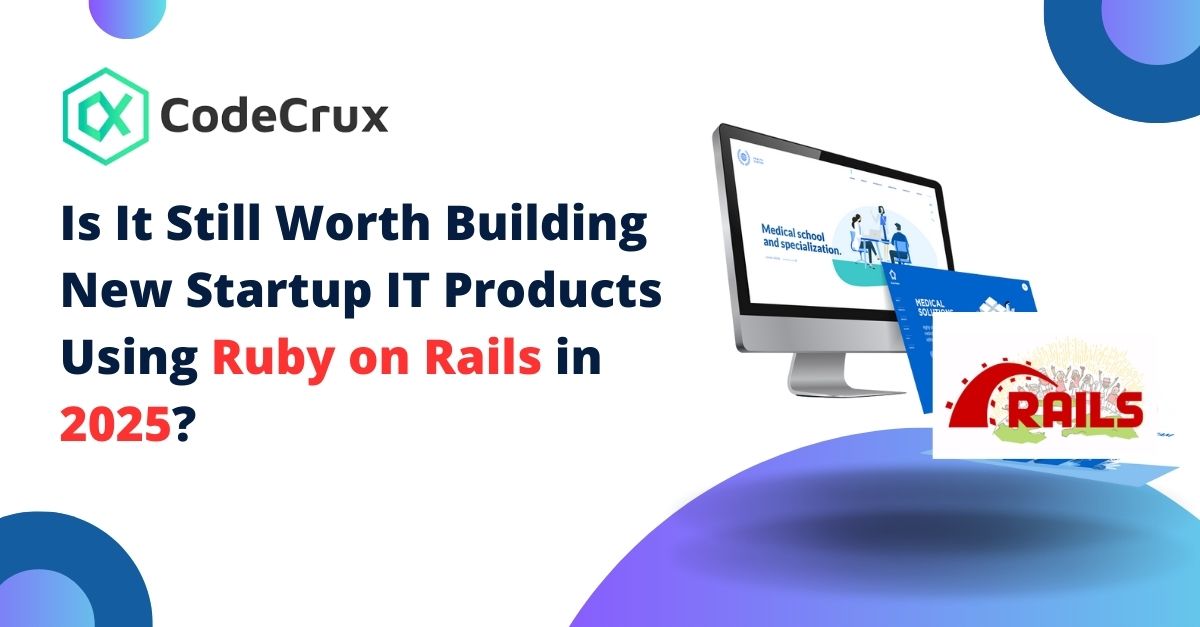 CodeCrux
Is It Still Worth Building
New Startup IT Products
Using Ruby on Rails in
2025?
Medical school
and specialization.
MEDICAL
RAILS